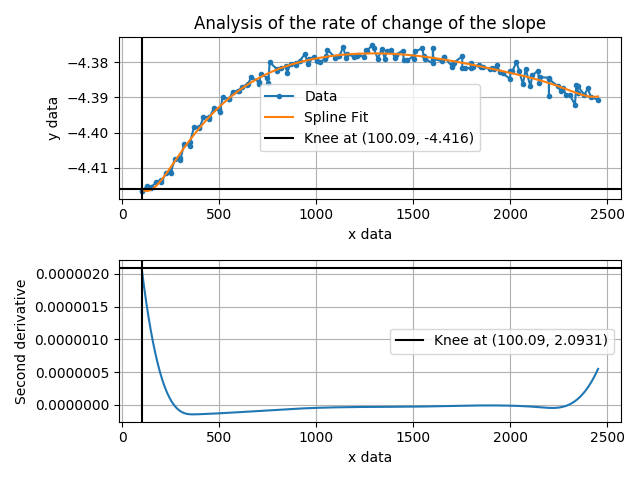 Analysis of the rate of change of the slope
y data
−4.38
−4.39
−4.40
−4.41
Data
Spline Fit
Knee at (100.09, -4.416)
0 500 1000 1500 2000 2500
x data
Second derivative
0.0000020
0.0000015
0.0000010
0.0000005
0.0000000
Knee at (100.09, 2.0931)
0 500 1000 1500 2000 2500
x data